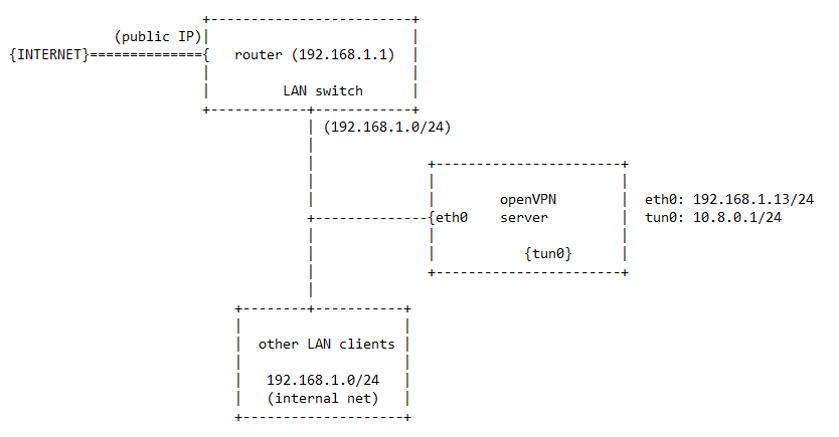 (public IP)
{INTERNET}=============={ router (192.168.1.1)
LAN switch
(192.168.1.0/24)
openVPN eth0: 192.168.1.13/24
{eth0 server tun0: 10.8.0.1/24
{tun0}
other LAN clients
192.168.1.0/24
(internal net)